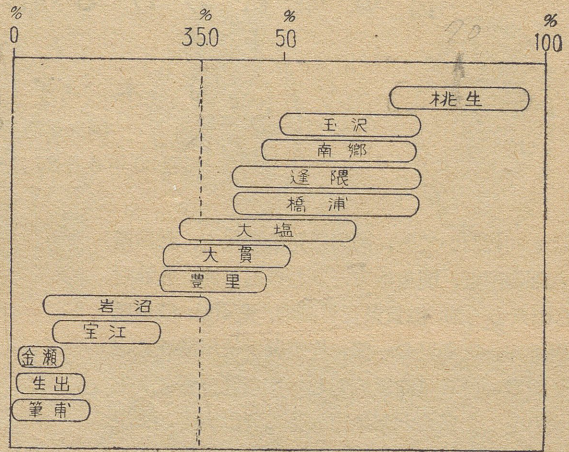 % % %
0 35.0 50 100
桃生
玉沢
南郷
逢隈
橋浦
大塩
大貫
豊里
岩沼
宝江
金瀬
生出
筆甫